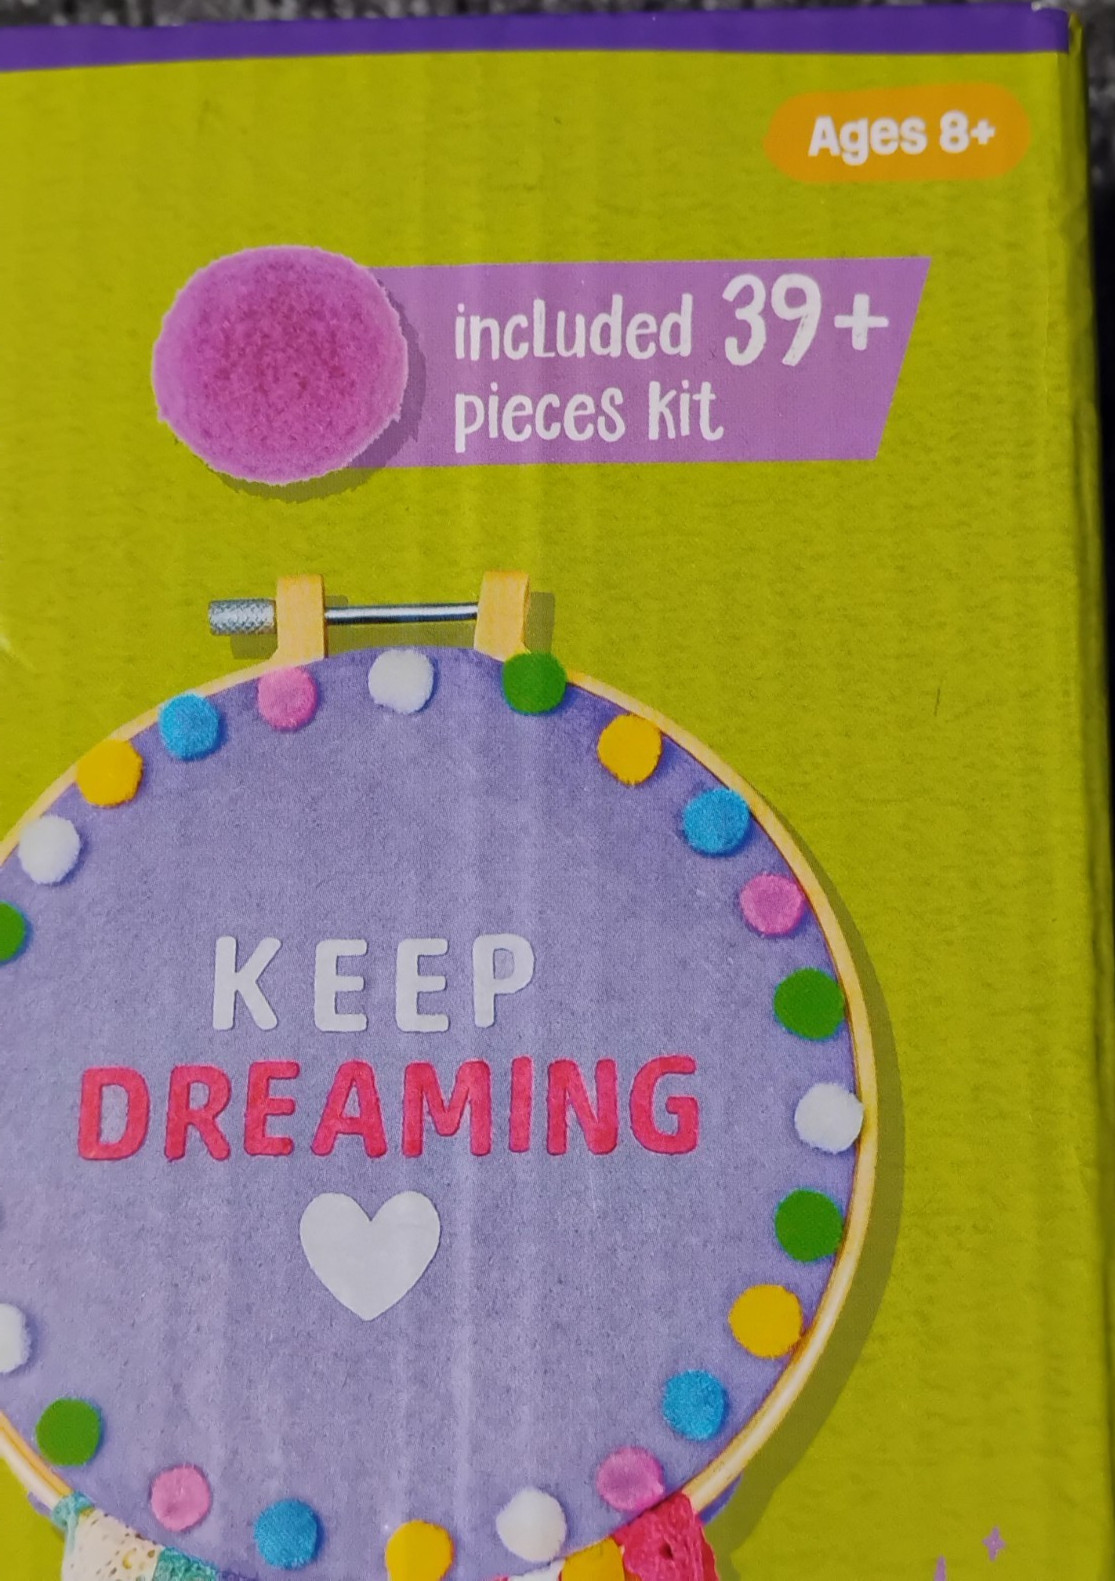 Ages 8+
included 39+
pieces kit
KEEP
DREAMING